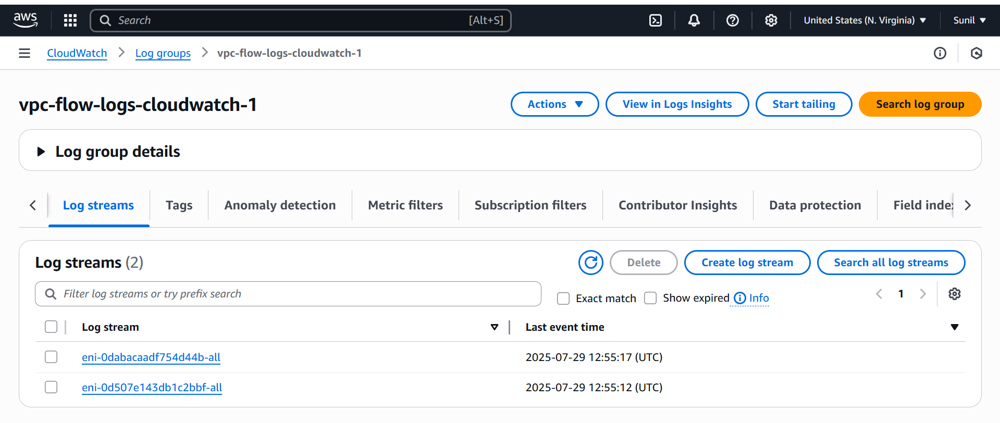 aws
Search [Alt+S] United States (N. Virginia) Sunil
CloudWatch Log groups vpc-flow-logs-cloudwatch-1
vpc-flow-logs-cloudwatch-1 Actions View in Logs Insights Start tailing Search log group
Log group details
Log streams Tags Anomaly detection Metric filters Subscription filters Contributor Insights Data protection Field
Log streams (2) Delete Create log stream Search all log streams
Filter log streams or try prefix search Exact match Show expired Info 1
Log stream Last event time
eni-0dabacaadf754d44b-all 2025-07-29 12:55:17 (UTC)
eni-0d507e143db1c2bbf-all 2025-07-29 12:55:12 (UTC)